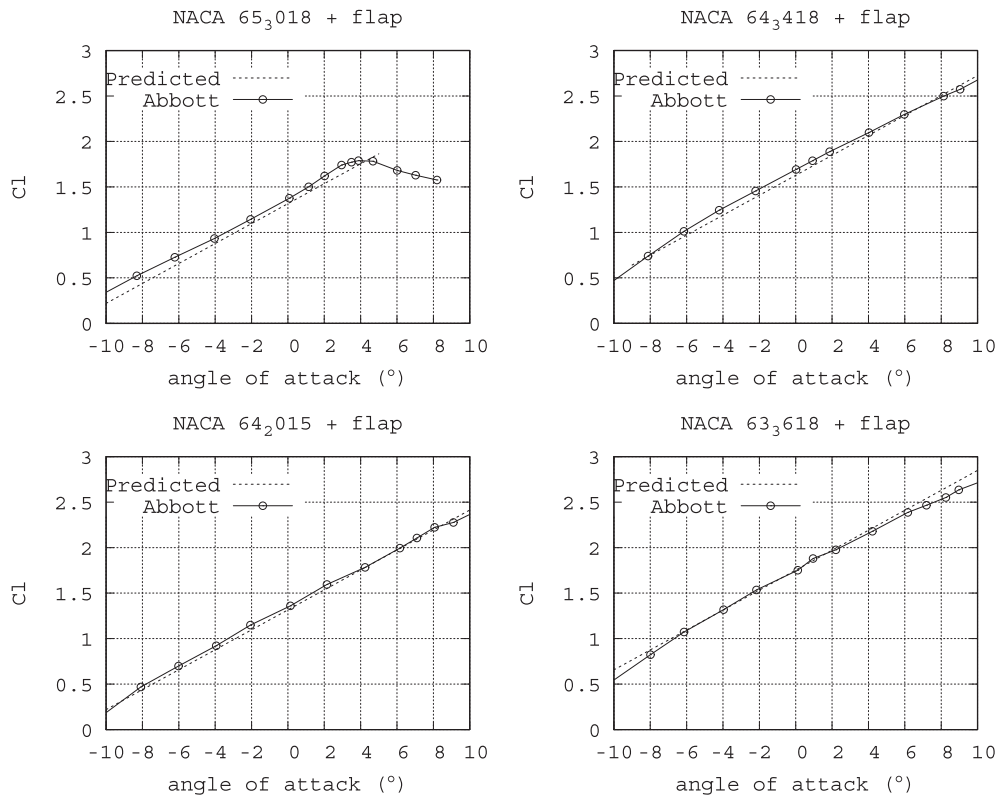 NACA 65₃018 + flap
3
2.5
2
1.5
1
0.5
0
Cl
Predicted
Abbott
-10 -8 -6 -4 -2 0 2 4 6 8 10
angle of attack (°)
NACA 64₃418 + flap
3
2.5
2
1.5
1
0.5
0
Cl
Predicted
Abbott
-10 -8 -6 -4 -2 0 2 4 6 8 10
angle of attack (°)
NACA 64₂015 + flap
3
2.5
2
1.5
1
0.5
0
Cl
Predicted
Abbott
-10 -8 -6 -4 -2 0 2 4 6 8 10
angle of attack (°)
NACA 63₃618 + flap
3
2.5
2
1.5
1
0.5
0
Cl
Predicted
Abbott
-10 -8 -6 -4 -2 0 2 4 6 8 10
angle of attack (°)